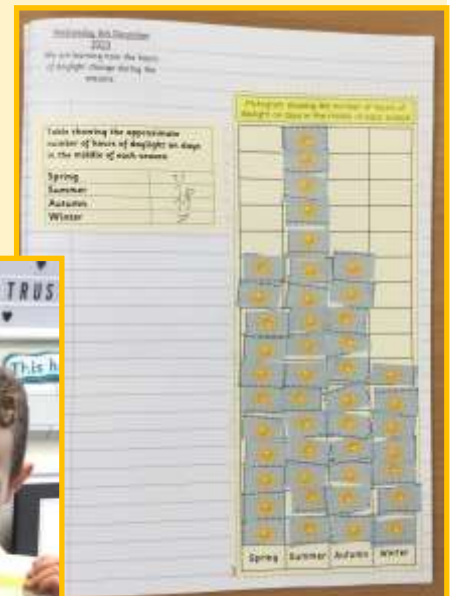 Wednesday 6th December
2023
We are learning how the hours
of daylight change during the
seasons.
Table showing the approximate
number of hours of daylight on days
in the middle of each season.
Spring
Summer
Autumn
Winter
Pictogram showing the number of hours of
daylight on days in the middle of each season
Spring Summer Autumn Winter
TRUS
This h